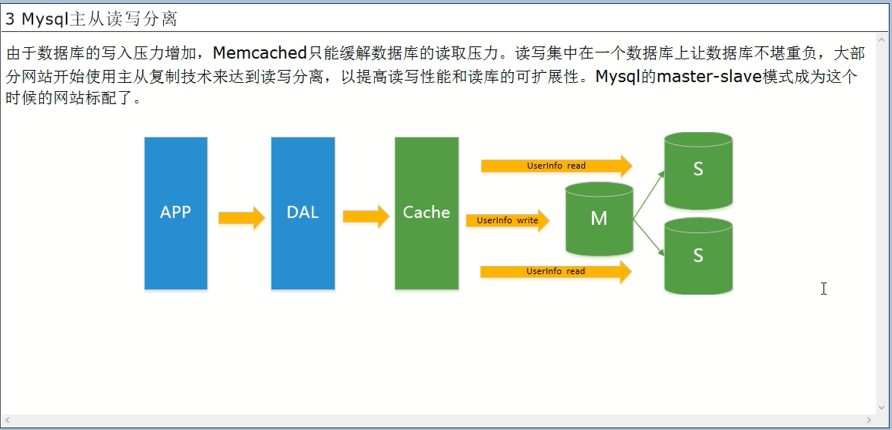 3 Mysql主从读写分离
由于数据库的写入压力增加，Memcached只能缓解数据库的读取压力。读写集中在一个数据库上让数据库不堪重负，大部
分网站开始使用主从复制技术来达到读写分离，以提高读写性能和读库的可扩展性。Mysql的master-slave模式成为这个
时候的网站标配了。
APP
DAL
Cache
UserInfo read
UserInfo write
UserInfo read
M
S
S